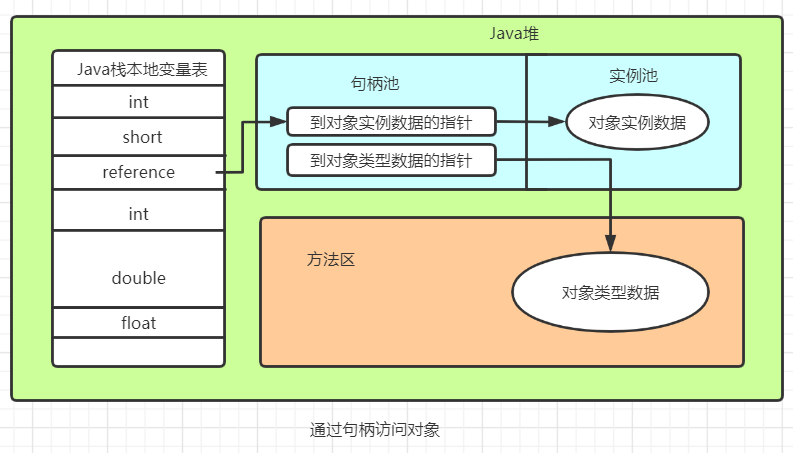 Java堆
Java栈本地变量表
int
short
reference
int
double
float
句柄池
实例池
到对象实例数据的指针
对象实例数据
到对象类型数据的指针
方法区
对象类型数据
通过句柄访问对象